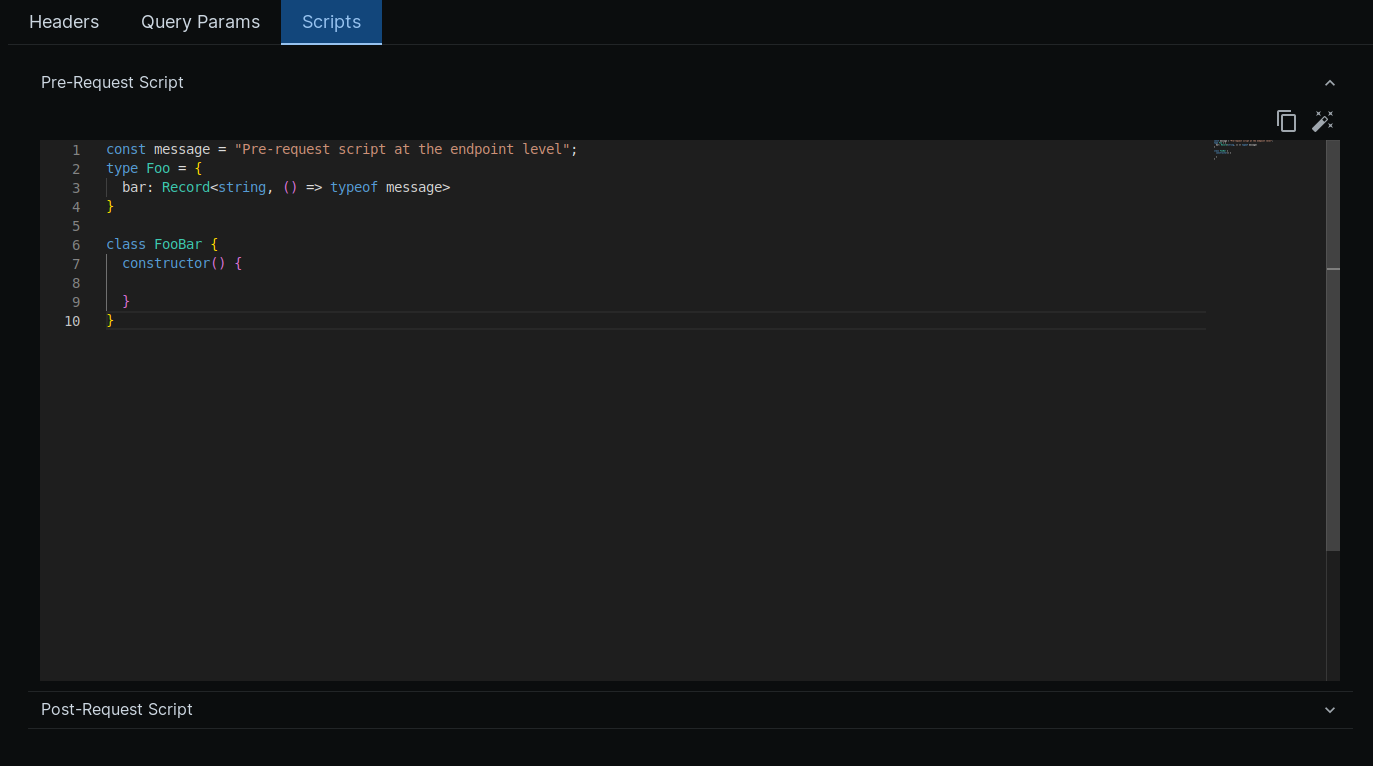 Headers Query Params Scripts
Pre-Request Script
1 const message = "Pre-request script at the endpoint level";
2 type Foo = {
3   bar: Record<string, () => typeof message>
4 }
5
6 class FooBar {
7   constructor() {
8
9   }
10 }
Post-Request Script